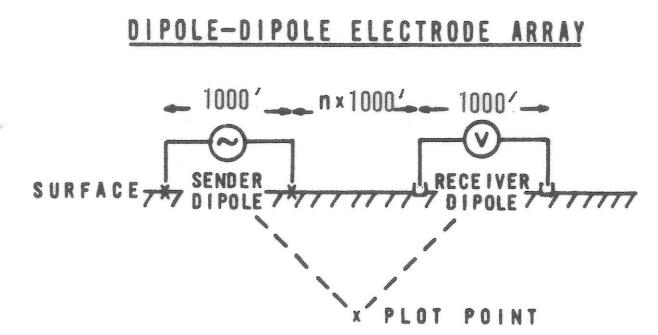 DIPOLE-DIPOLE ELECTRODE ARRAY
1000′ n×1000′ 1000′
~ V
SURFACE SENDER DIPOLE RECEIVER DIPOLE
x PLOT POINT